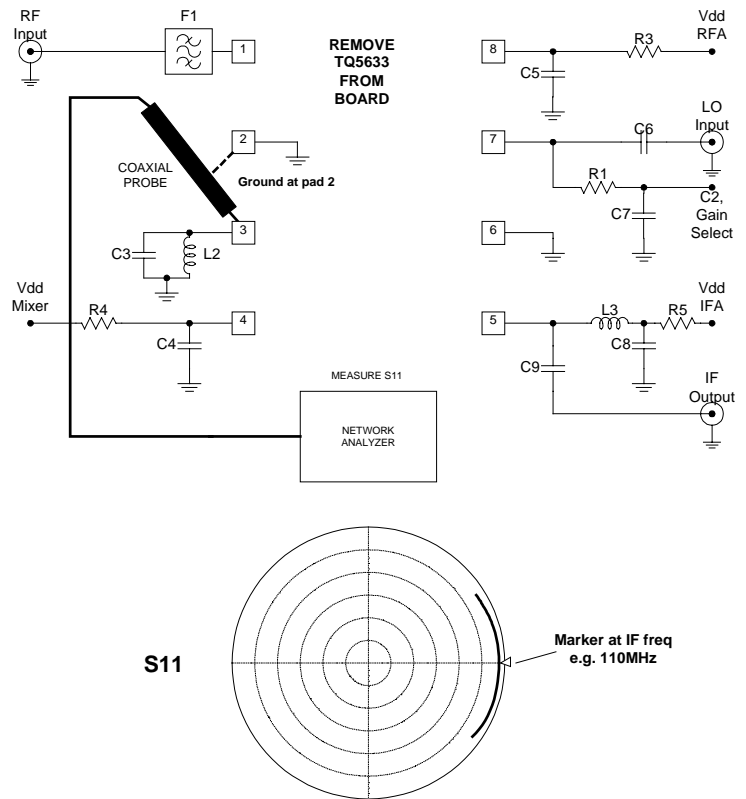 RF
Input
F1
1
REMOVE
TQ5633
FROM
BOARD
8
R3
Vdd
RFA
C5
LO
Input
2
7
C6
COAXIAL
PROBE
Ground at pad 2
R1
C2,
Gain
Select
C7
3
6
C3
L2
Vdd
Mixer
R4
4
5
L3
R5
Vdd
IFA
C4
C9
C8
MEASURE S11
IF
Output
NETWORK
ANALYZER
S11
Marker at IF freq
e.g. 110MHz